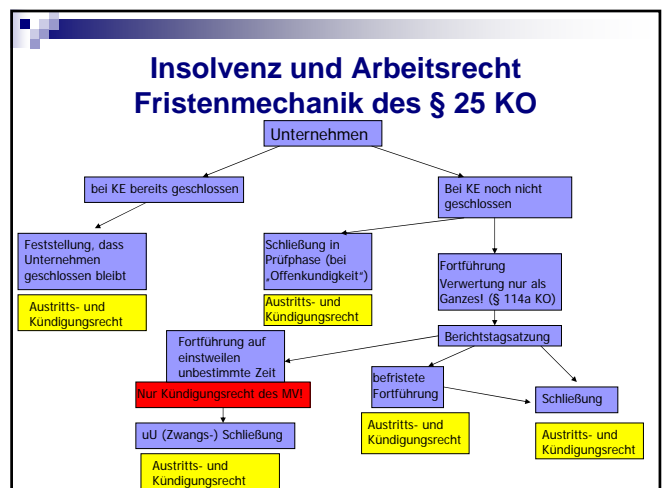 Insolvenz und Arbeitsrecht
Fristenmechanik des § 25 KO
Unternehmen
bei KE bereits geschlossen
Bei KE noch nicht
geschlossen
Feststellung, dass
Unternehmen
geschlossen bleibt
Austritts- und
Kündigungsrecht
Schließung in
Prüfphase (bei
„Offenkundigkeit“)
Austritts- und
Kündigungsrecht
Fortführung
Verwertung nur als
Ganzes! (§ 114a KO)
Berichtstagsatzung
Fortführung auf
einstweilen
unbestimmte Zeit
Nur Kündigungsrecht des MV!
uU (Zwangs-) Schließung
Austritts- und
Kündigungsrecht
befristete
Fortführung
Austritts- und
Kündigungsrecht
Schließung
Austritts- und
Kündigungsrecht